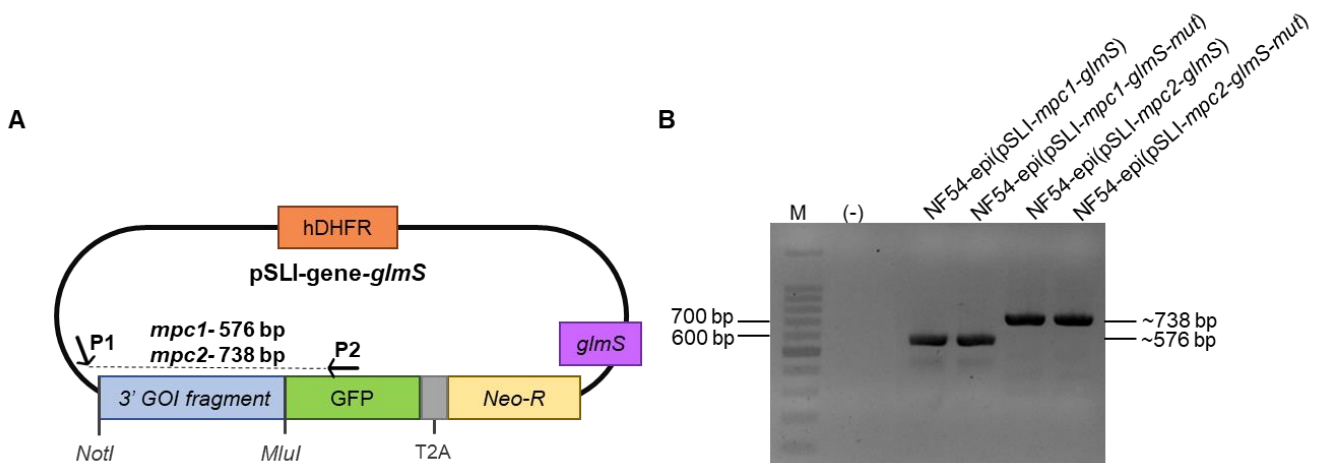 A
hDHFR
pSLI-gene-glmS
P1
mpc1- 576 bp
mpc2- 738 bp
P2
glmS
3' GOI fragment
GFP
Neo-R
NotI
MluI
T2A
B
M
(-)
NF54-epi(pSLI-mpc1-glmS)
NF54-epi(pSLI-mpc1-glmS-mut)
NF54-epi(pSLI-mpc2-glmS)
NF54-epi(pSLI-mpc2-glmS-mut)
700 bp
600 bp
~738 bp
~576 bp